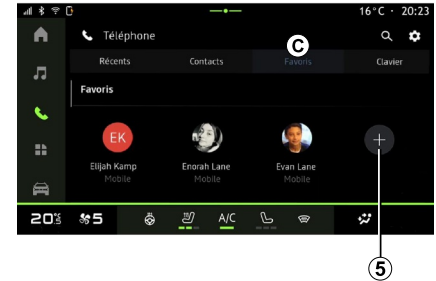 16°C · 20:23
Téléphone
C
Récents Contacts Favoris Clavier
Favoris
EK
Elijah Kamp Enorah Lane Evan Lane
Mobile Mobile Mobile
20 5 A/C
5